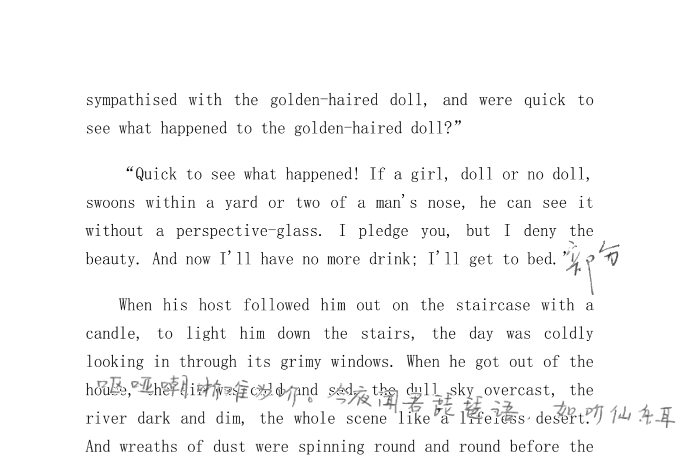 sympathised with the golden-haired doll, and were quick to
see what happened to the golden-haired doll?”
“Quick to see what happened! If a girl, doll or no doll,
swoons within a yard or two of a man's nose, he can see it
without a perspective-glass. I pledge you, but I deny the
beauty. And now I'll have no more drink; I'll get to bed.”
When his host followed him out on the staircase with a
candle, to light him down the stairs, the day was coldly
looking in through its grimy windows. When he got out of the
house, the air was cold and sad, the dull sky overcast, the
呕哑嘲哳难为听。今夜闻君琵琶语. 如听仙乐耳
river dark and dim, the whole scene like a lifeless desert.
And wreaths of dust were spinning round and round before the